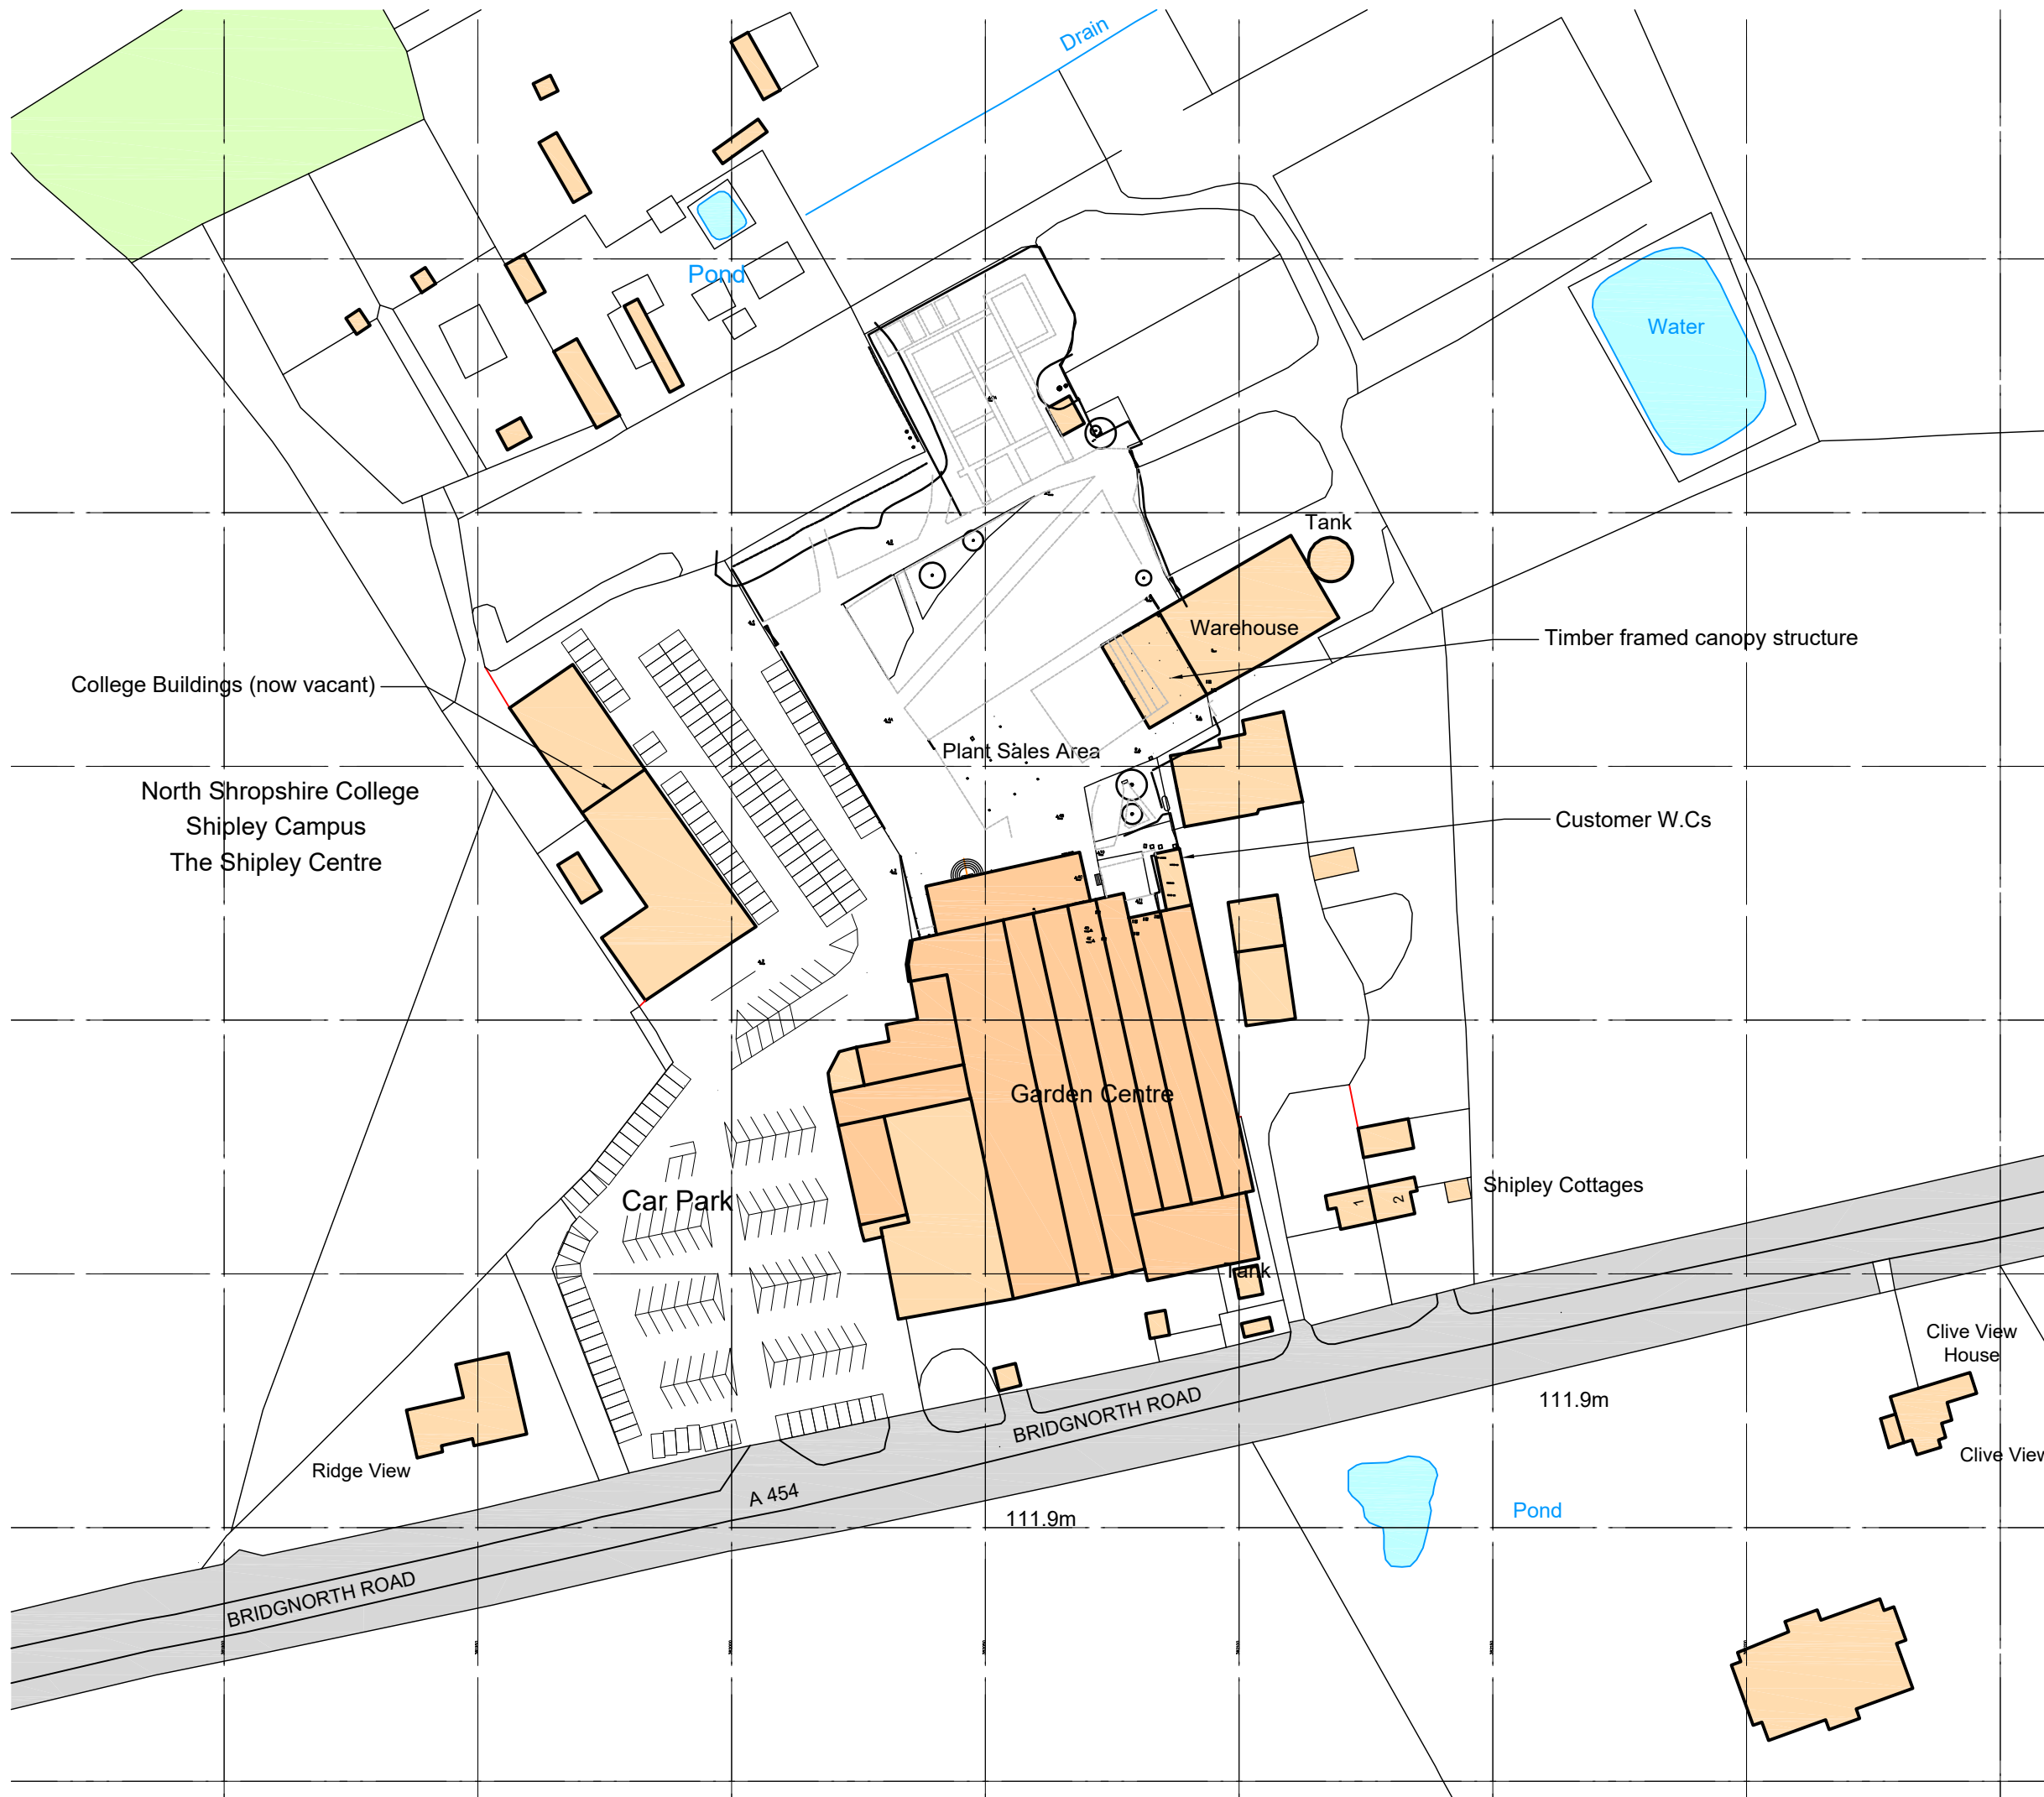 Drain
Pond
Water
Tank
Warehouse
Timber framed canopy structure
College Buildings (now vacant)
Plant Sales Area
North Shropshire College
Shipley Campus
The Shipley Centre
Customer W.Cs
Garden Centre
Car Park
Shipley Cottages
1
2
Tank
Clive View
House
111.9m
BRIDGNORTH ROAD
Clive View
Ridge View
A 454
111.9m
Pond
BRIDGNORTH ROAD